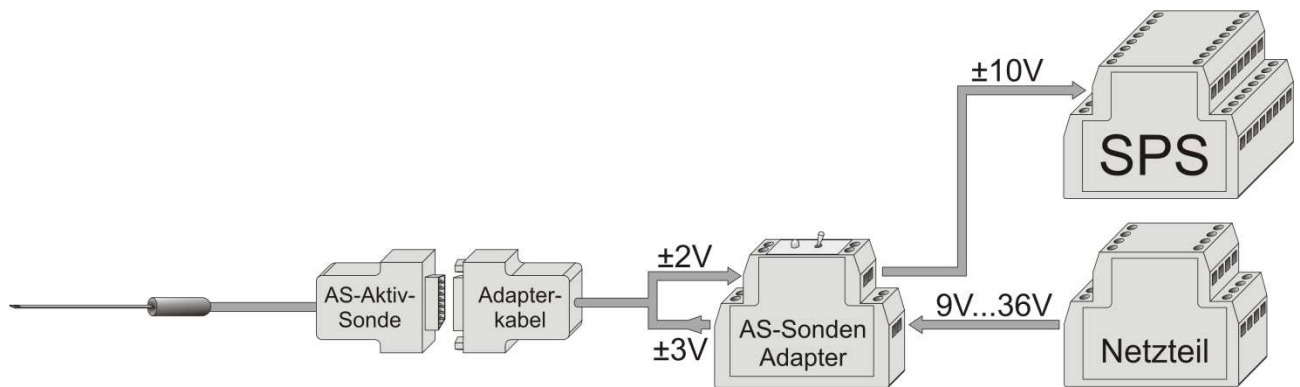 ±10V
SPS
±2V
AS-Aktiv-
Sonde
Adapter-
kabel
±3V
AS-Sonden
Adapter
9V...36V
Netzteil